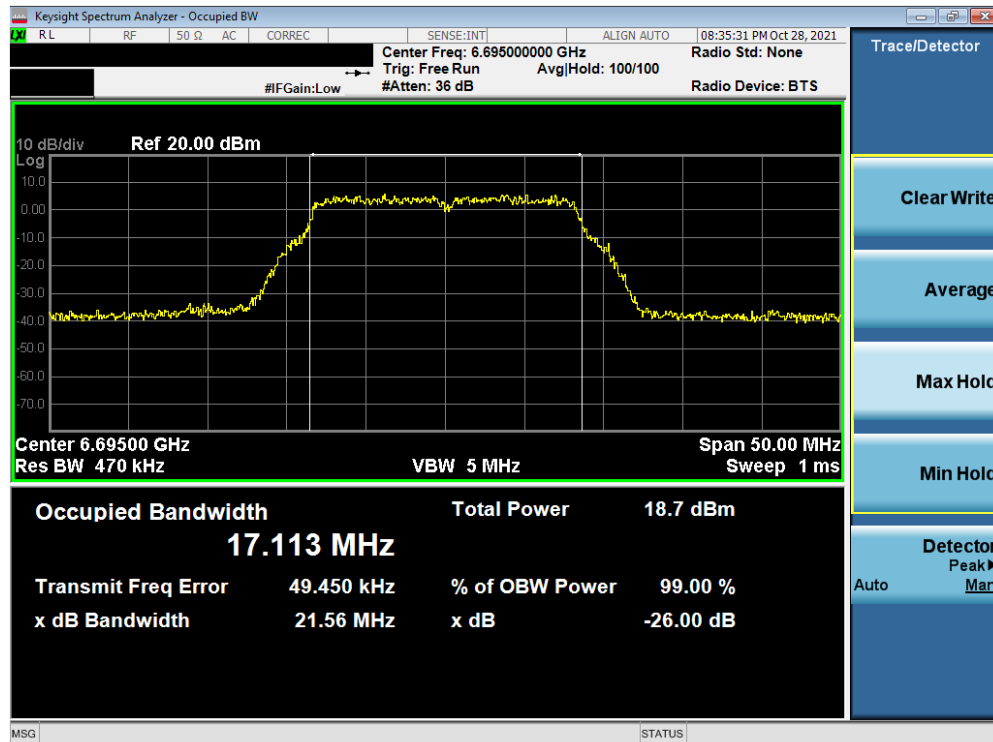 Keysight Spectrum Analyzer - Occupied BW
LXI RL RF 50 Ω AC CORREC SENSE:INT ALIGN AUTO 08:35:31 PM Oct 28, 2021
Center Freq: 6.695000000 GHz Radio Std: None
Trig: Free Run Avg|Hold: 100/100
#IFGain:Low #Atten: 36 dB Radio Device: BTS
Trace/Detector
10 dB/div Ref 20.00 dBm
Log
10.0
0.00
-10.0
-20.0
-30.0
-40.0
-50.0
-60.0
-70.0
Center 6.69500 GHz Span 50.00 MHz
Res BW 470 kHz VBW 5 MHz Sweep 1 ms
Occupied Bandwidth Total Power 18.7 dBm
17.113 MHz
Transmit Freq Error 49.450 kHz % of OBW Power 99.00 %
x dB Bandwidth 21.56 MHz x dB -26.00 dB
Clear Write
Average
Max Hold
Min Hold
Detector
Peak▶
Auto Man
MSG STATUS